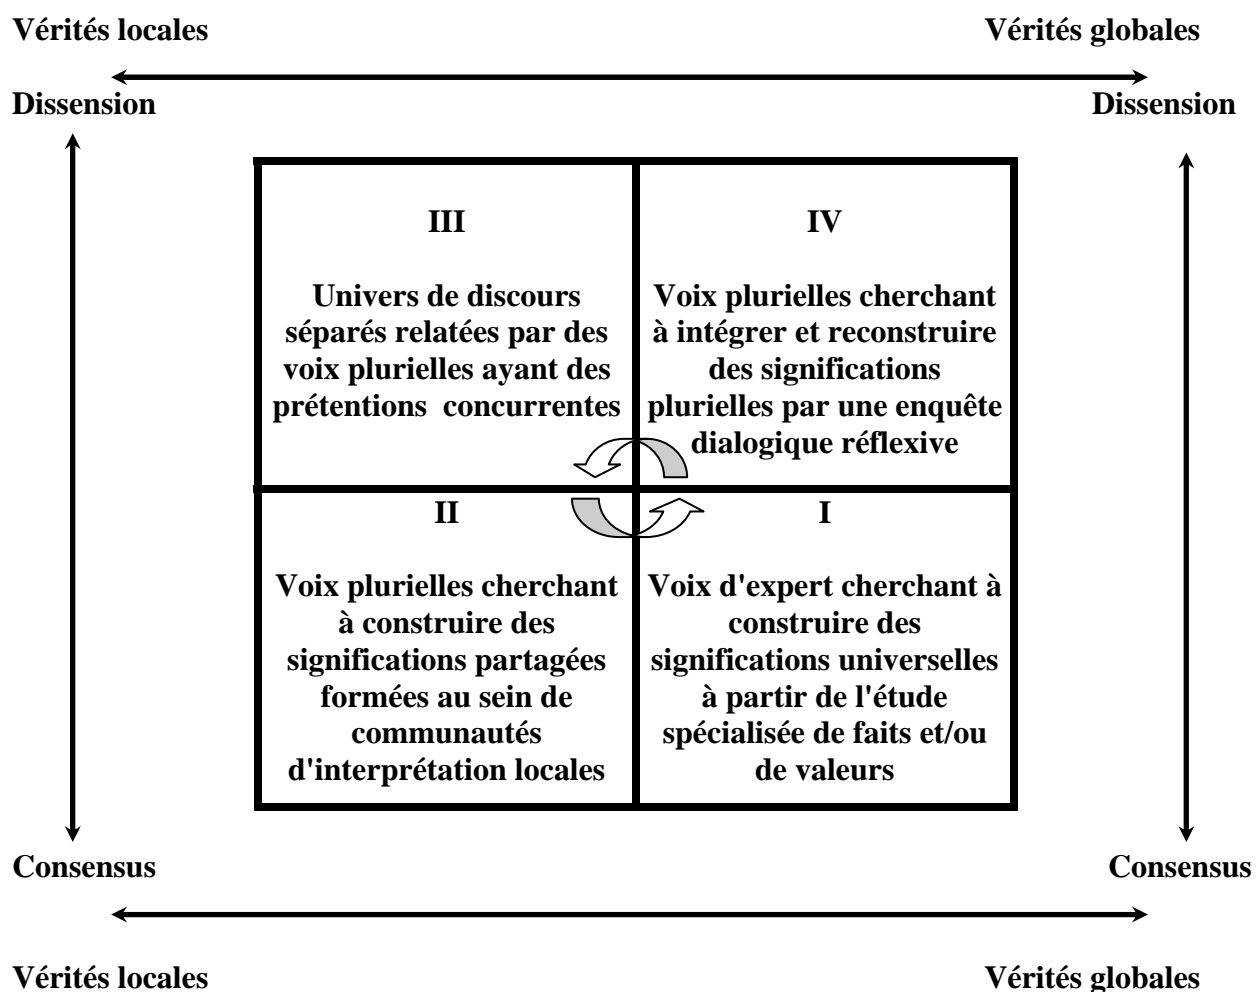 Vérités locales
Vérités globales
Dissension
Dissension
III
Univers de discours
séparés relatées par des
voix plurielles ayant des
prétentions concurrentes
IV
Voix plurielles cherchant
à intégrer et reconstruire
des significations
plurielles par une enquête
dialogique réflexive
II
Voix plurielles cherchant
à construire des
significations partagées
formées au sein de
communautés
d'interprétation locales
I
Voix d'expert cherchant à
construire des
significations universelles
à partir de l'étude
spécialisée de faits et/ou
de valeurs
Consensus
Consensus
Vérités locales
Vérités globales